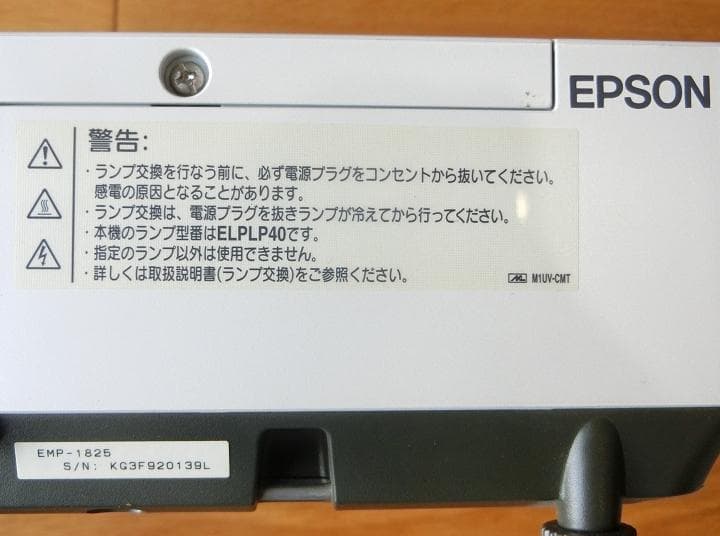 EPSON
警告:
・ランプ交換を行なう前に、必ず電源プラグをコンセントから抜いてください。
感電の原因となることがあります。
・ランプ交換は、電源プラグを抜きランプが冷えてから行ってください。
・本機のランプ型番はELPLP40です。
・指定のランプ以外は使用できません。
・詳しくは取扱説明書(ランプ交換)をご参照ください。
M1UV-CMT
EMP-1825
S/N: KG3F920139L